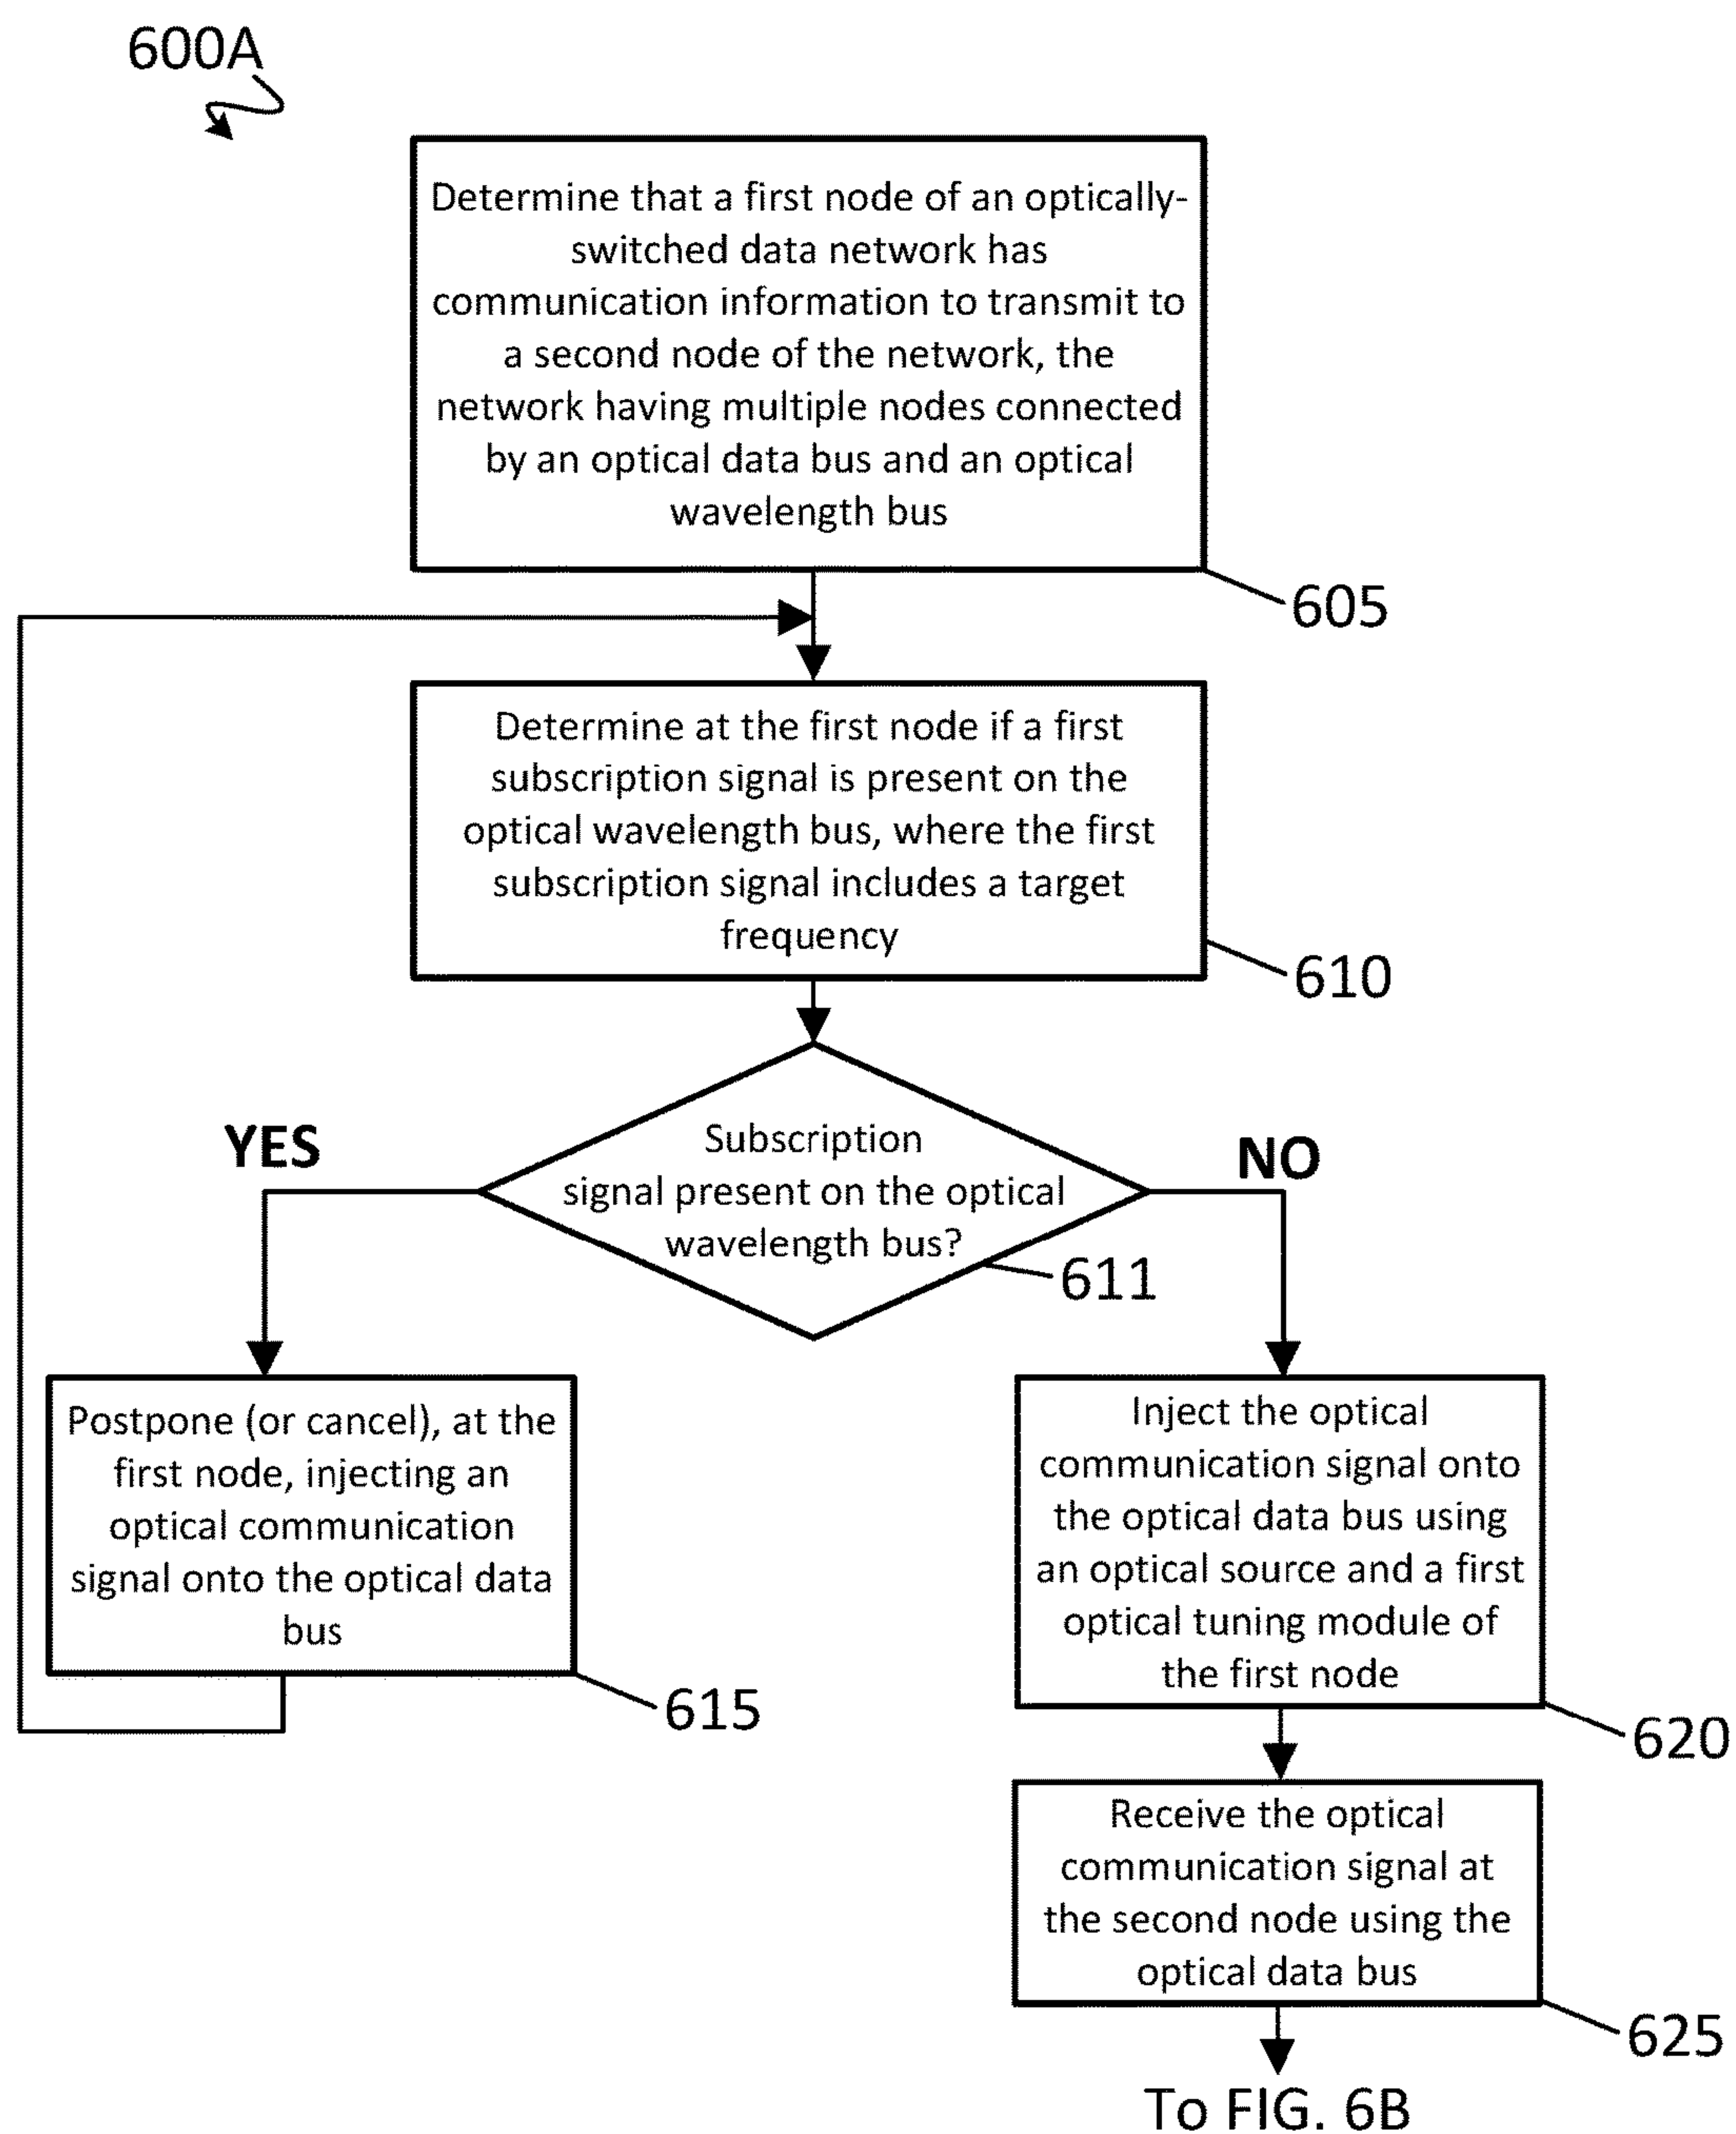 600A
Determine that a first node of an optically-
switched data network has
communication information to transmit to
a second node of the network, the
network having multiple nodes connected
by an optical data bus and an optical
wavelength bus
605
Determine at the first node if a first
subscription signal is present on the
optical wavelength bus, where the first
subscription signal includes a target
frequency
610
YES
Subscription
signal present on the optical
wavelength bus?
NO
611
Postpone (or cancel), at the
first node, injecting an
optical communication
signal onto the optical data
bus
615
Inject the optical
communication signal onto
the optical data bus using
an optical source and a first
optical tuning module of
the first node
620
Receive the optical
communication signal at
the second node using the
optical data bus
625
To FIG. 6B